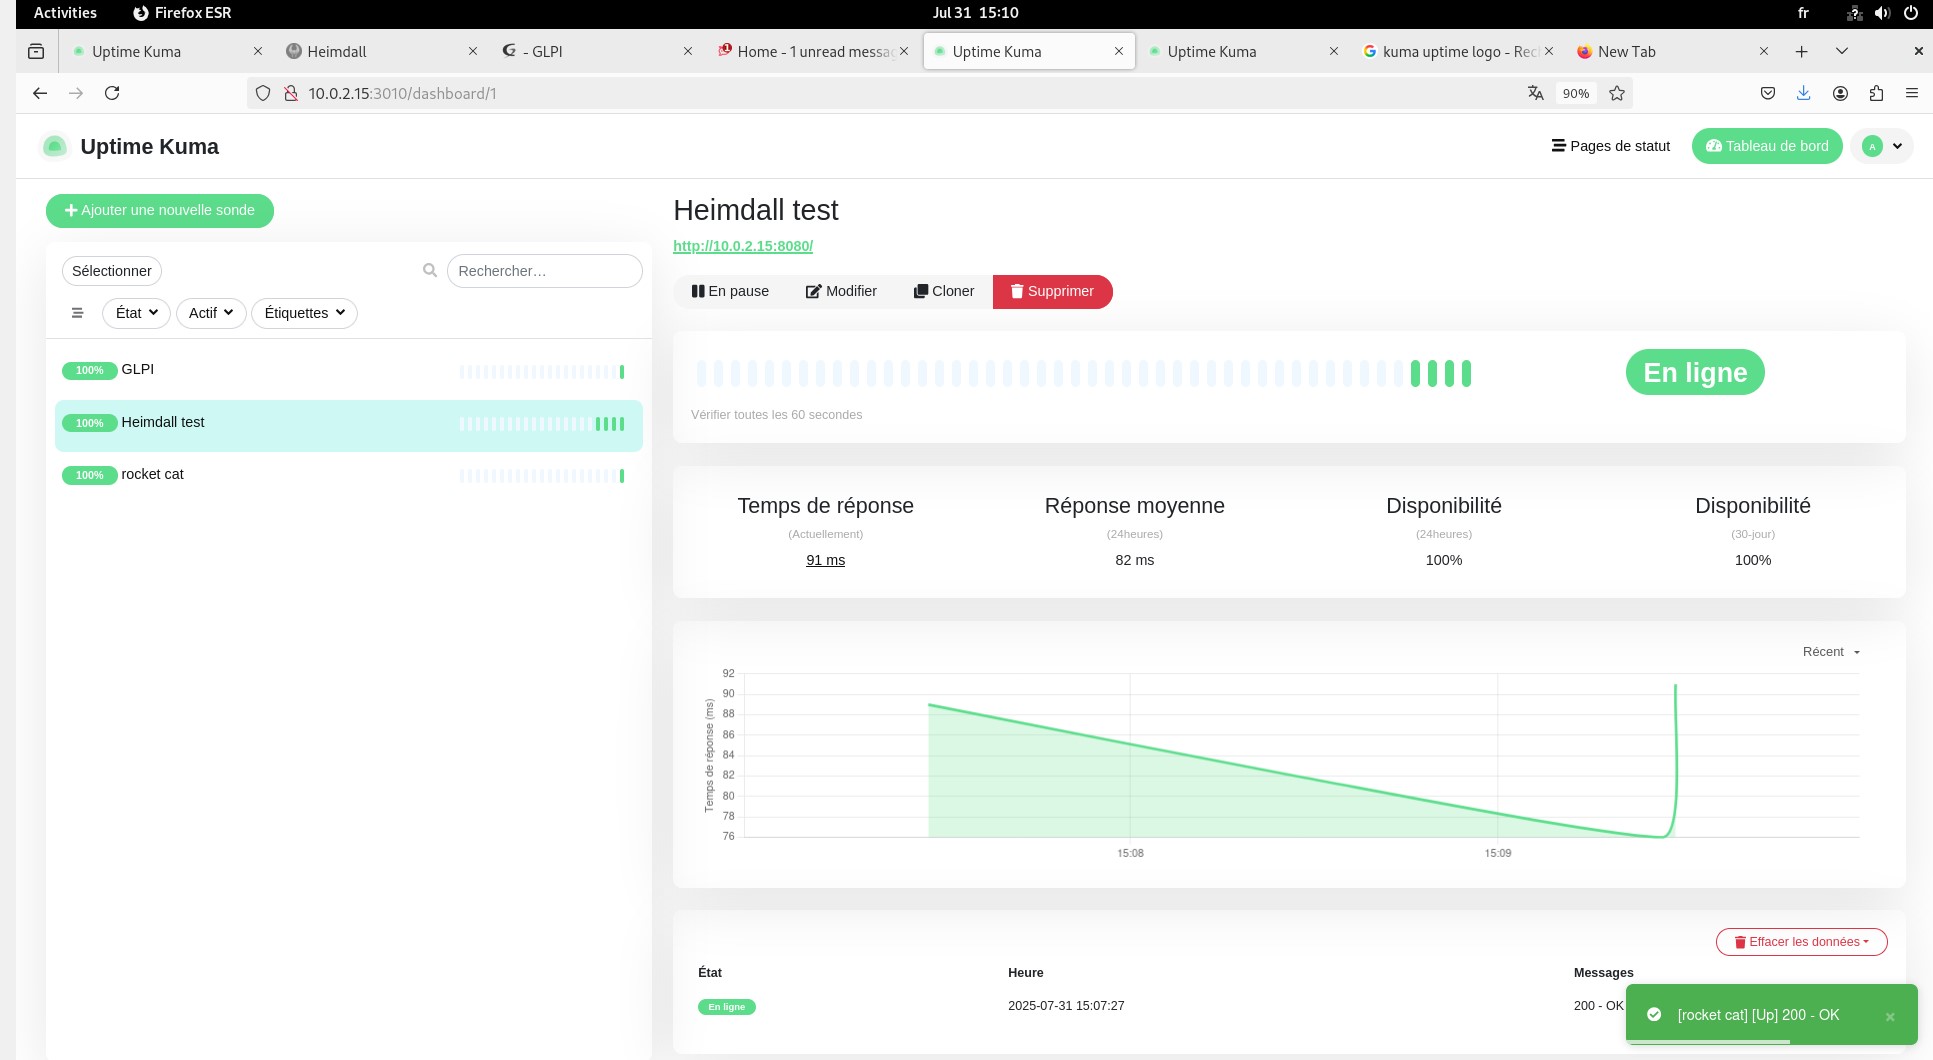 Activities Firefox ESR Jul 31 15:10 fr
Uptime Kuma Heimdall - GLPI Home - 1 unread messag Uptime Kuma Uptime Kuma kuma uptime logo - Rec New Tab
10.0.2.15:3010/dashboard/1 90%
Uptime Kuma Pages de statut Tableau de bord A
Ajouter une nouvelle sonde
Sélectionner Rechercher…
État Actif Étiquettes
100% GLPI
100% Heimdall test
100% rocket cat
Heimdall test
http://10.0.2.15:8080/
En pause Modifier Cloner Supprimer
En ligne
Vérifier toutes les 60 secondes
Temps de réponse Réponse moyenne Disponibilité Disponibilité
(Actuellement) (24heures) (24heures) (30-jour)
91 ms 82 ms 100% 100%
Récent
Temps de réponse (ms)
92
90
88
86
84
82
80
78
76
15:08 15:09
Effacer les données
État Heure Messages
En ligne 2025-07-31 15:07:27 200 - OK
[rocket cat] [Up] 200 - OK